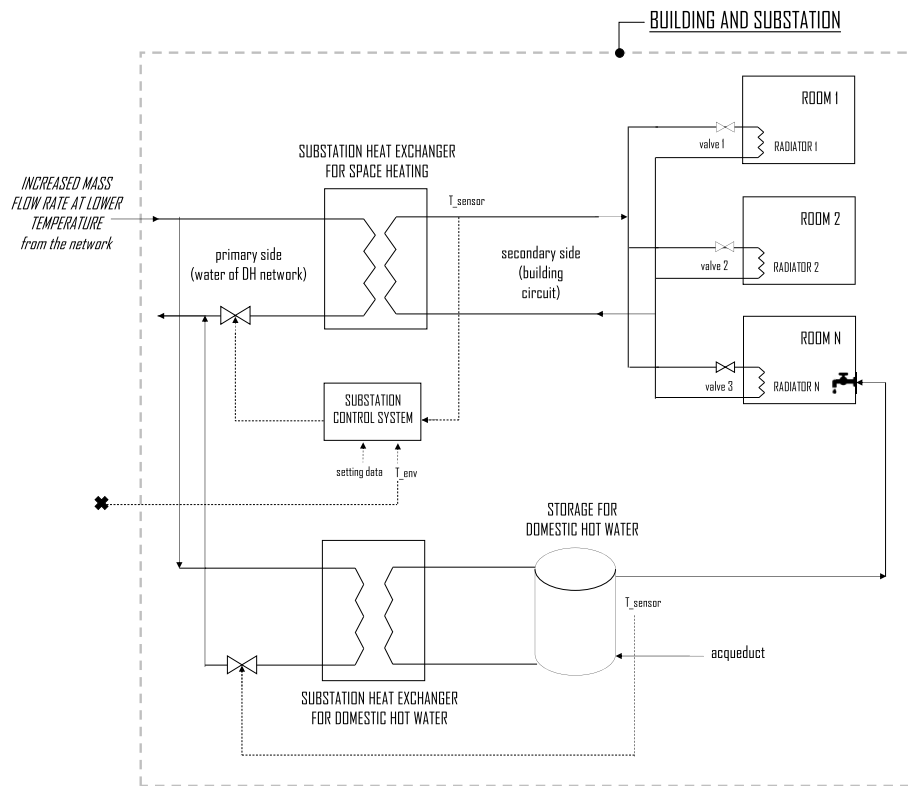 BUILDING AND SUBSTATION
ROOM 1
valve 1
RADIATOR 1
SUBSTATION HEAT EXCHANGER
FOR SPACE HEATING
INCREASED MASS
FLOW RATE AT LOWER
TEMPERATURE
from the network
T_sensor
ROOM 2
primary side
(water of DH network)
secondary side
(building
circuit)
valve 2
RADIATOR 2
ROOM N
valve 3
RADIATOR N
SUBSTATION
CONTROL SYSTEM
setting data
T_env
STORAGE FOR
DOMESTIC HOT WATER
T_sensor
acqueduct
SUBSTATION HEAT EXCHANGER
FOR DOMESTIC HOT WATER